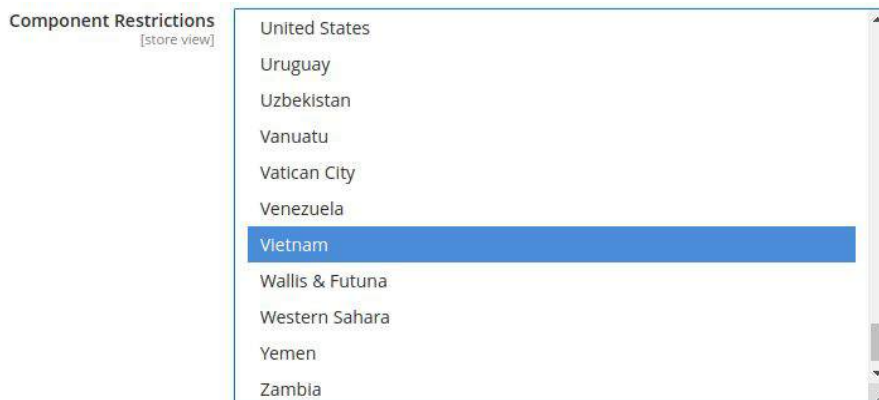 Component Restrictions
[store view]
United States
Uruguay
Uzbekistan
Vanuatu
Vatican City
Venezuela
Vietnam
Wallis & Futuna
Western Sahara
Yemen
Zambia